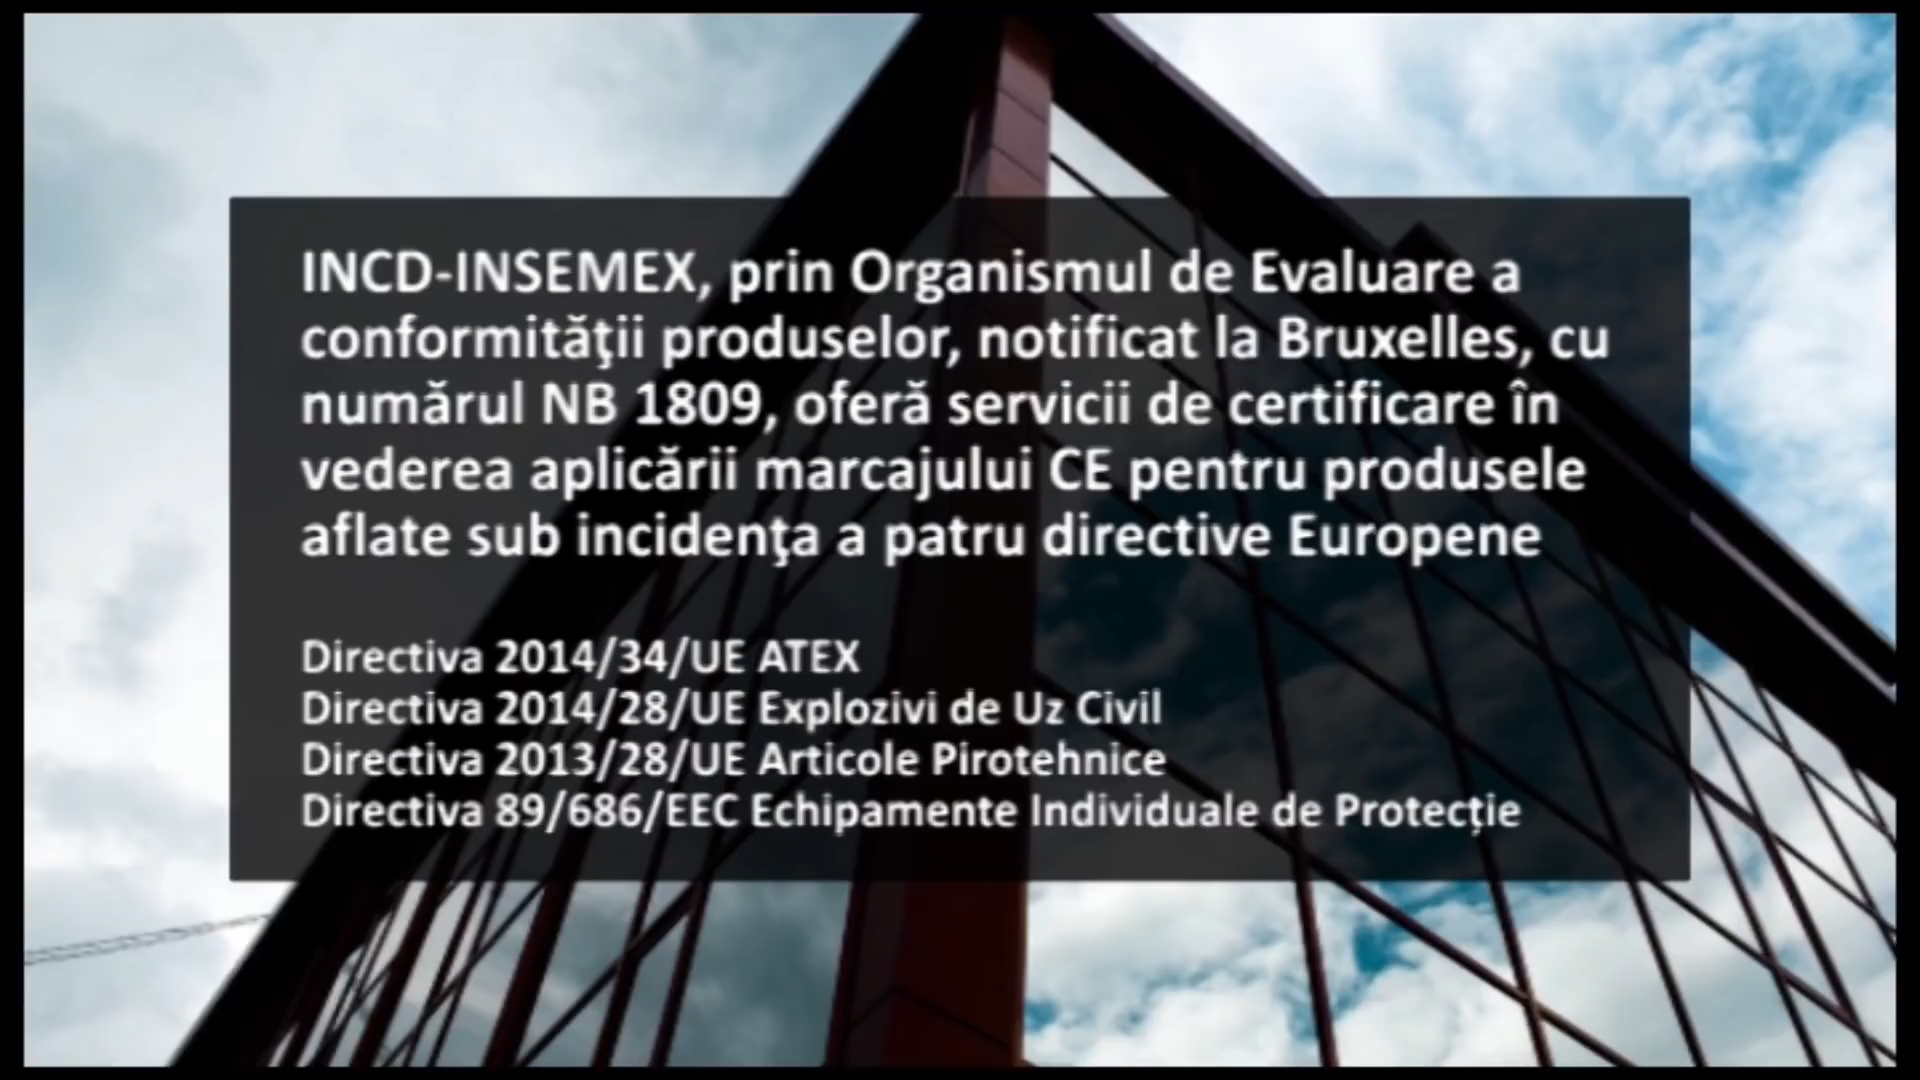 INCD-INSEMEX, prin Organismul de Evaluare a
conformităţii produselor, notificat la Bruxelles, cu
numărul NB 1809, oferă servicii de certificare în
vederea aplicării marcajului CE pentru produsele
aflate sub incidenţa a patru directive Europene
Directiva 2014/34/UE ATEX
Directiva 2014/28/UE Explozivi de Uz Civil
Directiva 2013/28/UE Articole Pirotehnice
Directiva 89/686/EEC Echipamente Individuale de Protecție